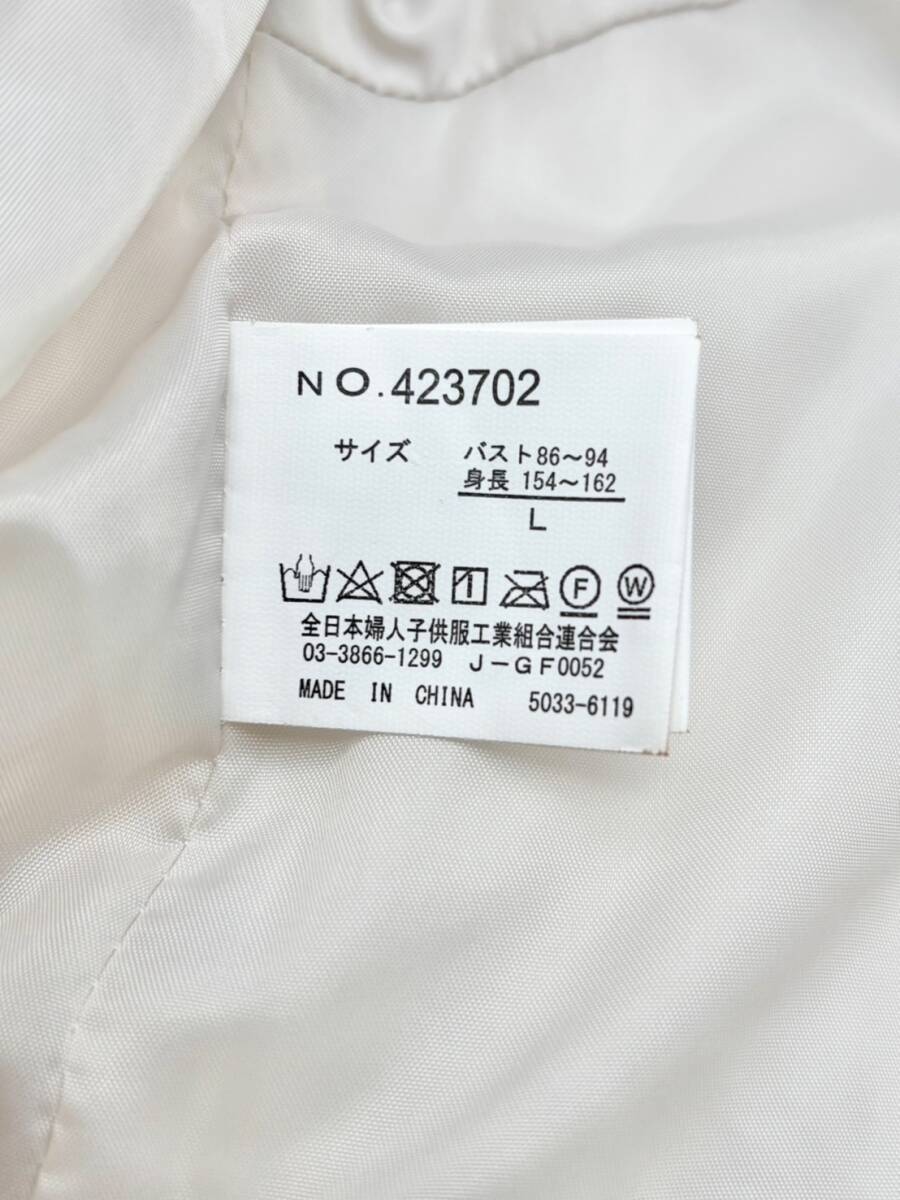 NO.423702
サイズ バスト86～94
身長 154～162
L
F W
全日本婦人子供服工業組合連合会
03-3866-1299 J-GF0052
MADE IN CHINA 5033-6119